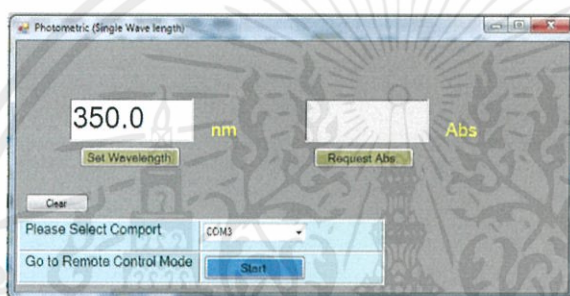 Photometric (Single Wave length)
350.0 nm Abs
Set Wavelength Request Abs
Clear
Please Select Comport COM3
Go to Remote Control Mode Start